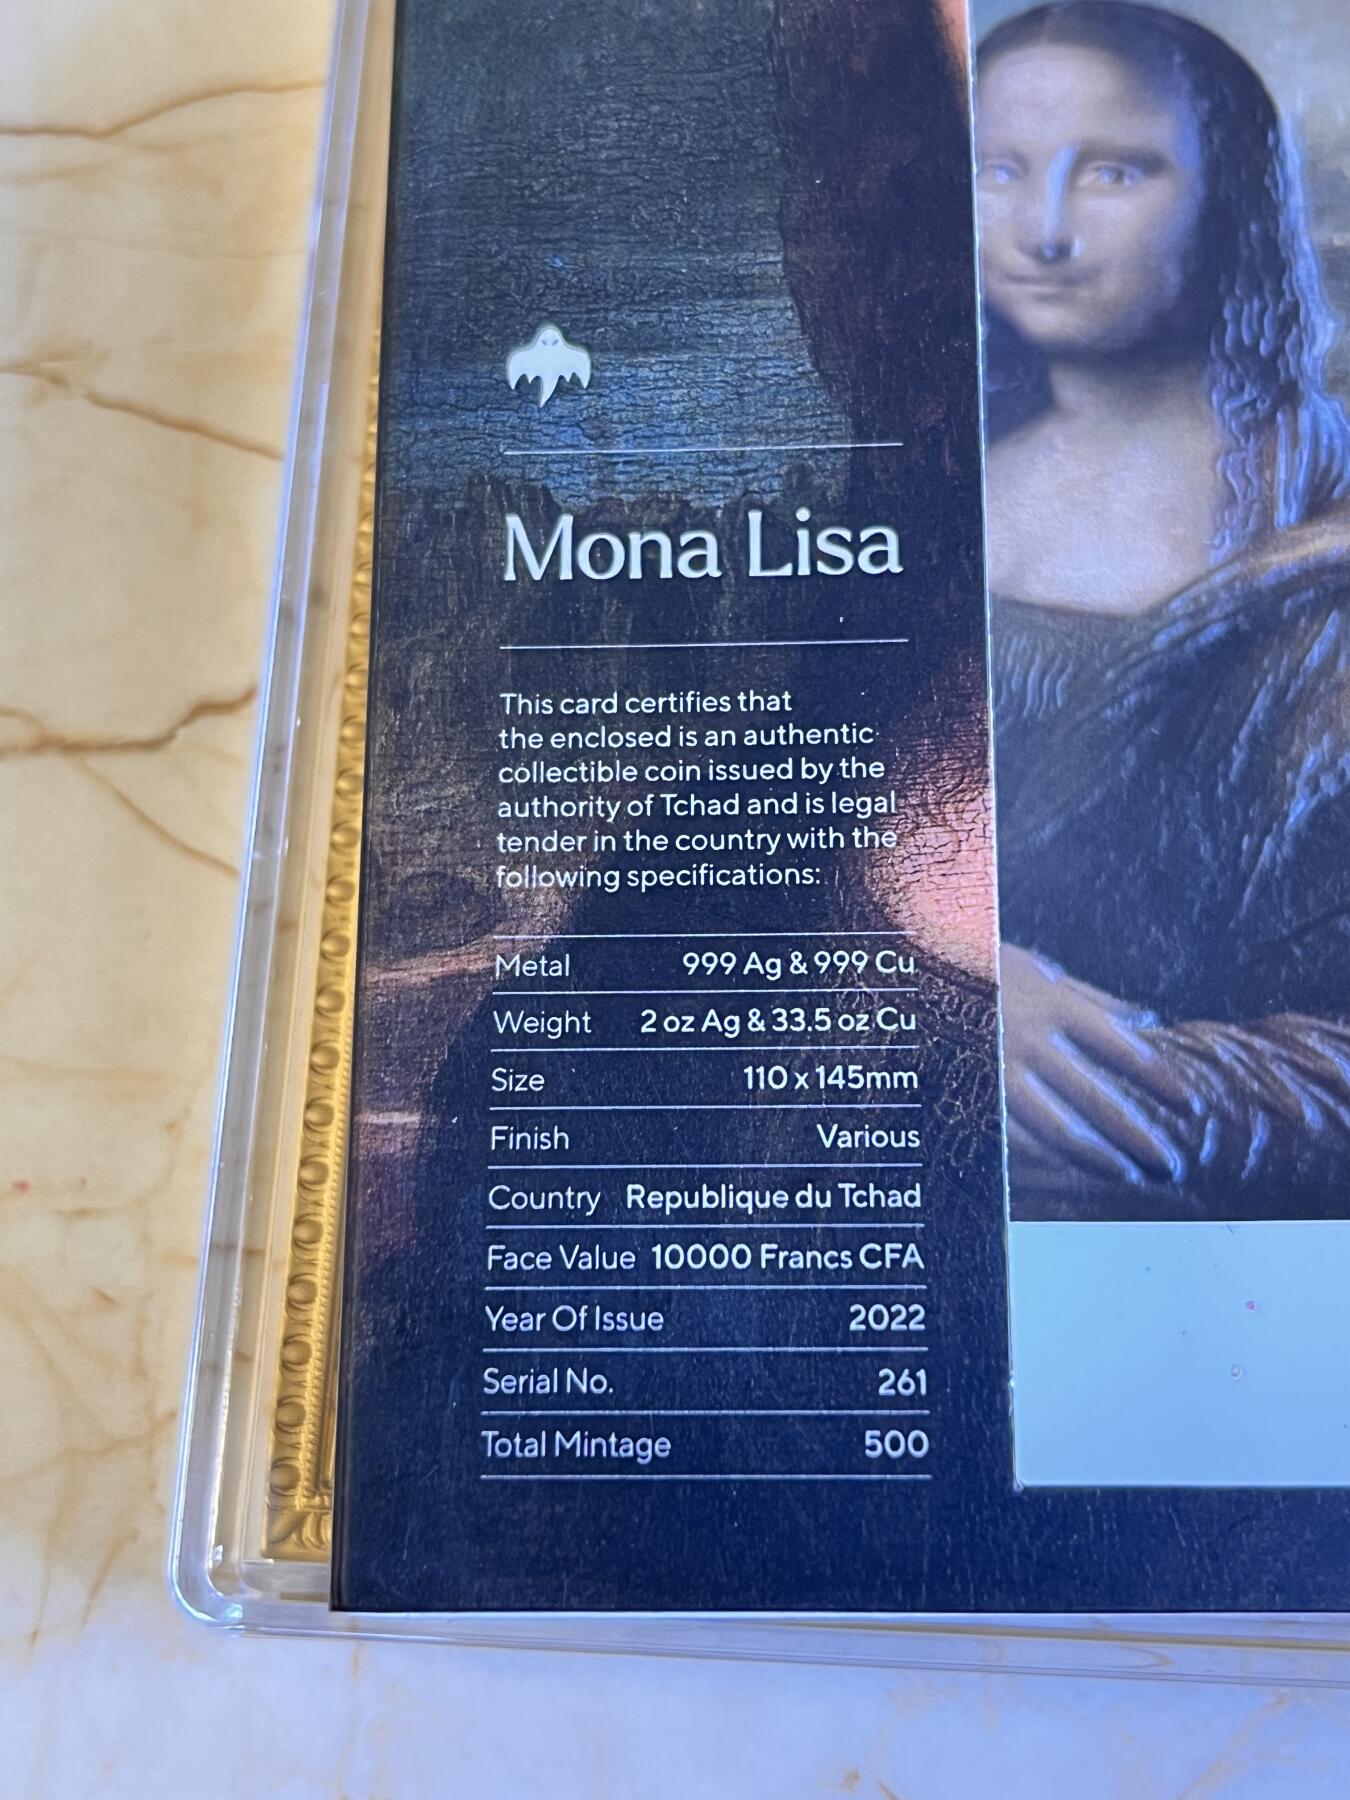 Mona Lisa
This card certifies that
the enclosed is an authentic
collectible coin issued by the
authority of Tchad and is legal
tender in the country with the
following specifications:
Metal 999 Ag & 999 Cu
Weight 2 oz Ag & 33.5 oz Cu
Size 110 x 145mm
Finish Various
Country Republique du Tchad
Face Value 10000 Francs CFA
Year Of Issue 2022
Serial No. 261
Total Mintage 500